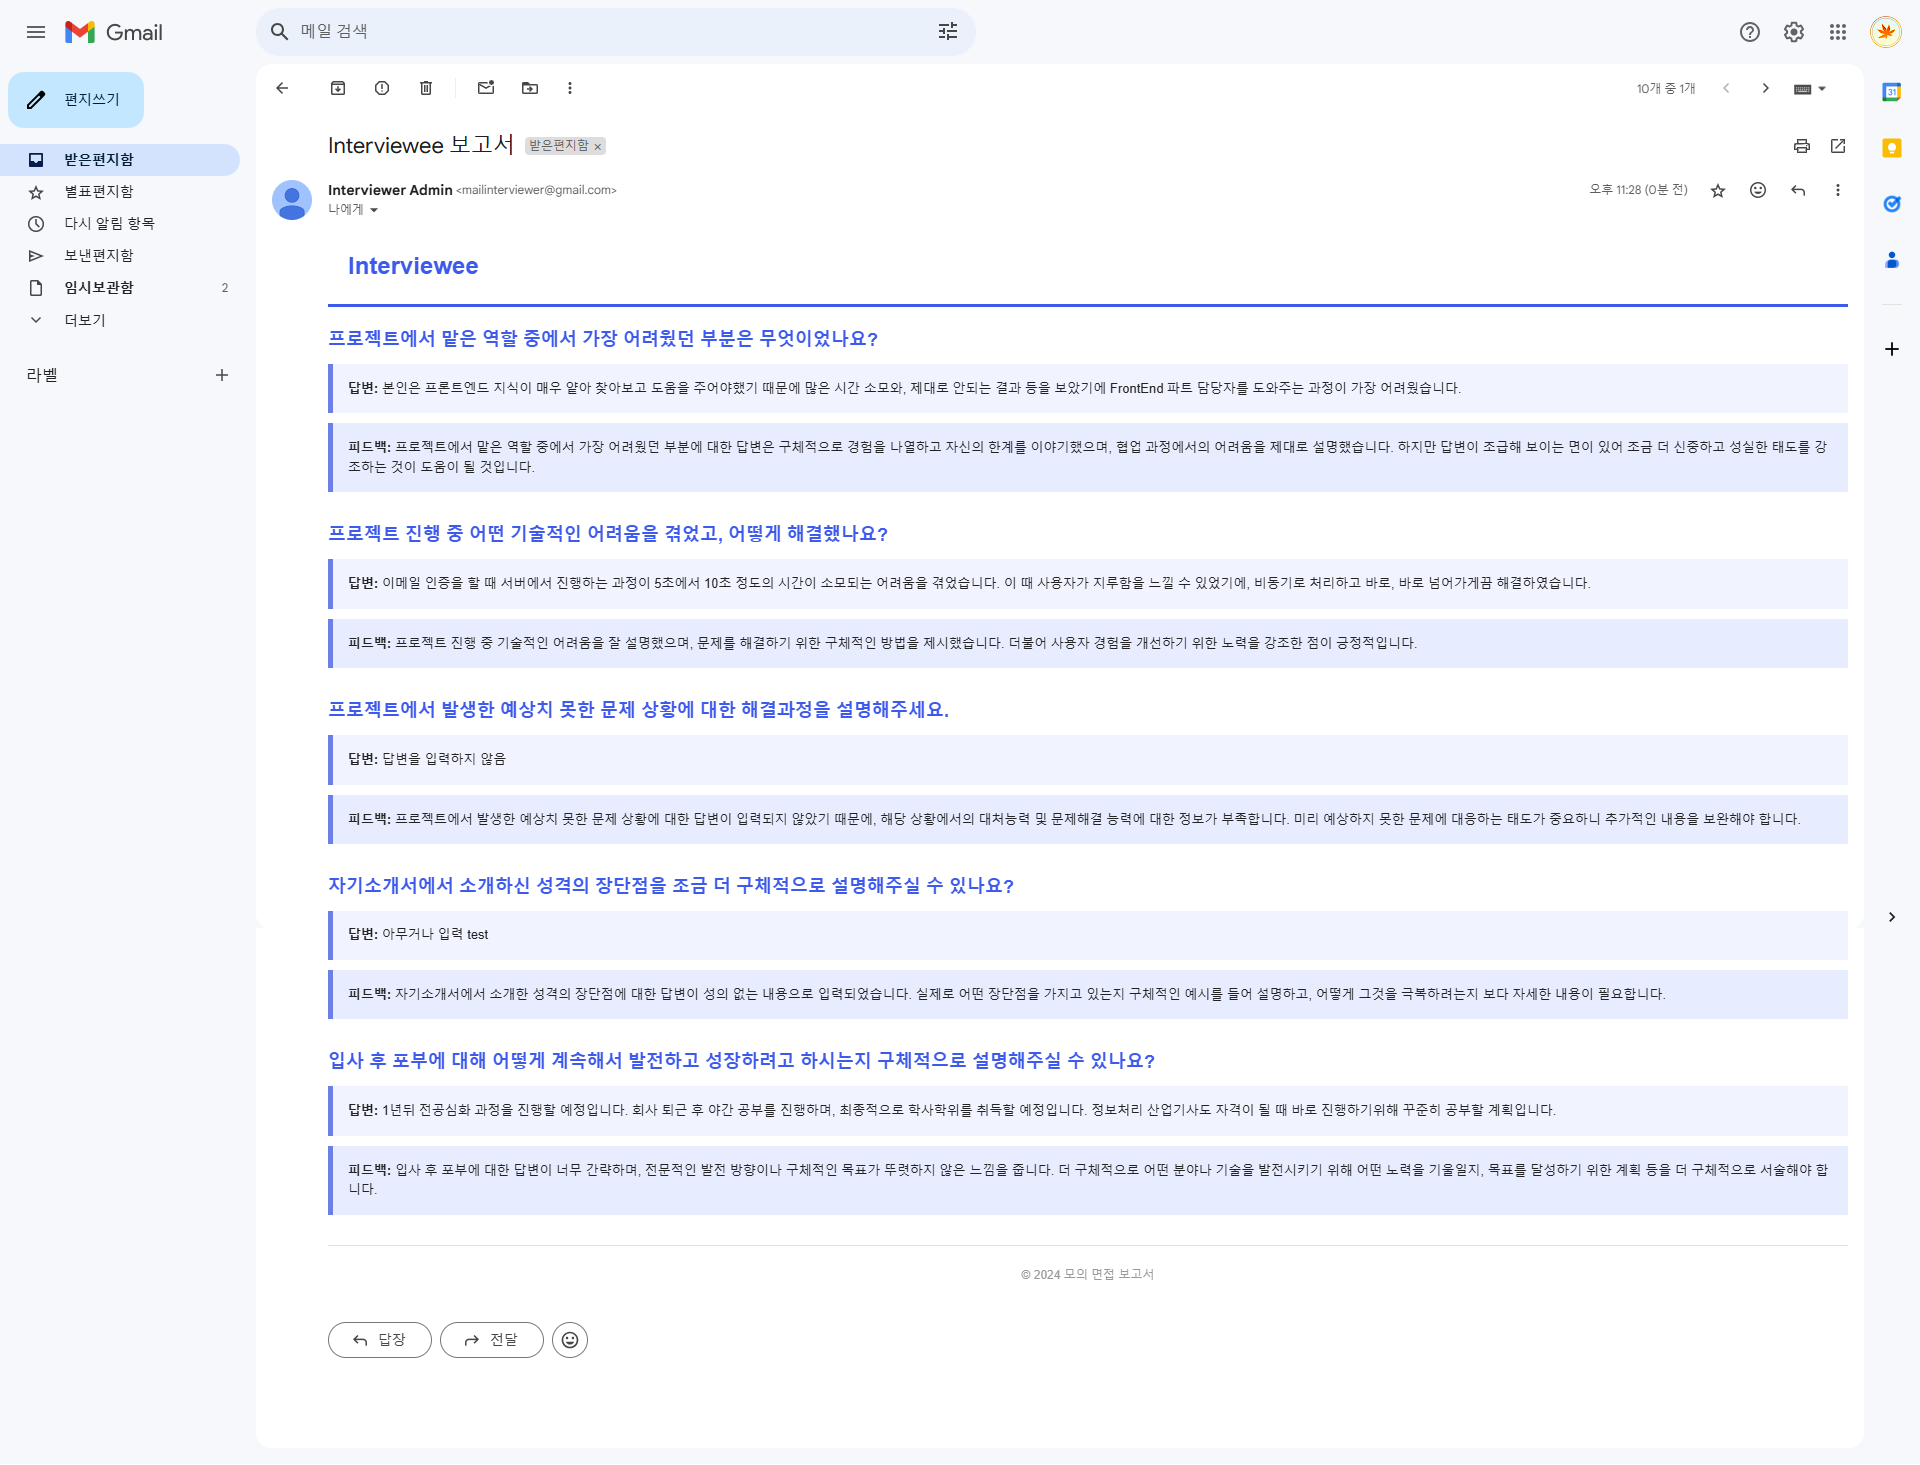 Gmail
메일 검색
편지쓰기
받은편지함
별표편지함
다시 알림 항목
보낸편지함
임시보관함 2
더보기
라벨
10개 중 1개
Interviewee 보고서 받은편지함 ×
Interviewer Admin <mailinterviewer@gmail.com>
오후 11:28 (0분 전)
나에게
Interviewee
프로젝트에서 맡은 역할 중에서 가장 어려웠던 부분은 무엇이었나요?
답변: 본인은 프론트엔드 지식이 매우 얕아 찾아보고 도움을 주어야했기 때문에 많은 시간 소모와, 제대로 안되는 결과 등을 보았기에 FrontEnd 파트 담당자를 도와주는 과정이 가장 어려웠습니다.
피드백: 프로젝트에서 맡은 역할 중에서 가장 어려웠던 부분에 대한 답변은 구체적으로 경험을 나열하고 자신의 한계를 이야기했으며, 협업 과정에서의 어려움을 제대로 설명했습니다. 하지만 답변이 조급해 보이는 면이 있어 조금 더 신중하고 성실한 태도를 강
조하는 것이 도움이 될 것입니다.
프로젝트 진행 중 어떤 기술적인 어려움을 겪었고, 어떻게 해결했나요?
답변: 이메일 인증을 할 때 서버에서 진행하는 과정이 5초에서 10초 정도의 시간이 소모되는 어려움을 겪었습니다. 이 때 사용자가 지루함을 느낄 수 있었기에, 비동기로 처리하고 바로, 바로 넘어가게끔 해결하였습니다.
피드백: 프로젝트 진행 중 기술적인 어려움을 잘 설명했으며, 문제를 해결하기 위한 구체적인 방법을 제시했습니다. 더불어 사용자 경험을 개선하기 위한 노력을 강조한 점이 긍정적입니다.
프로젝트에서 발생한 예상치 못한 문제 상황에 대한 해결과정을 설명해주세요.
답변: 답변을 입력하지 않음
피드백: 프로젝트에서 발생한 예상치 못한 문제 상황에 대한 답변이 입력되지 않았기 때문에, 해당 상황에서의 대처능력 및 문제해결 능력에 대한 정보가 부족합니다. 미리 예상하지 못한 문제에 대응하는 태도가 중요하니 추가적인 내용을 보완해야 합니다.
자기소개서에서 소개하신 성격의 장단점을 조금 더 구체적으로 설명해주실 수 있나요?
답변: 아무거나 입력 test
피드백: 자기소개서에서 소개한 성격의 장단점에 대한 답변이 성의 없는 내용으로 입력되었습니다. 실제로 어떤 장단점을 가지고 있는지 구체적인 예시를 들어 설명하고, 어떻게 그것을 극복하려는지 보다 자세한 내용이 필요합니다.
입사 후 포부에 대해 어떻게 계속해서 발전하고 성장하려고 하시는지 구체적으로 설명해주실 수 있나요?
답변: 1년뒤 전공심화 과정을 진행할 예정입니다. 회사 퇴근 후 야간 공부를 진행하며, 최종적으로 학사학위를 취득할 예정입니다. 정보처리 산업기사도 자격이 될 때 바로 진행하기위해 꾸준히 공부할 계획입니다.
피드백: 입사 후 포부에 대한 답변이 너무 간략하며, 전문적인 발전 방향이나 구체적인 목표가 뚜렷하지 않은 느낌을 줍니다. 더 구체적으로 어떤 분야나 기술을 발전시키기 위해 어떤 노력을 기울일지, 목표를 달성하기 위한 계획 등을 더 구체적으로 서술해야 합
니다.
© 2024 모의 면접 보고서
답장
전달
31